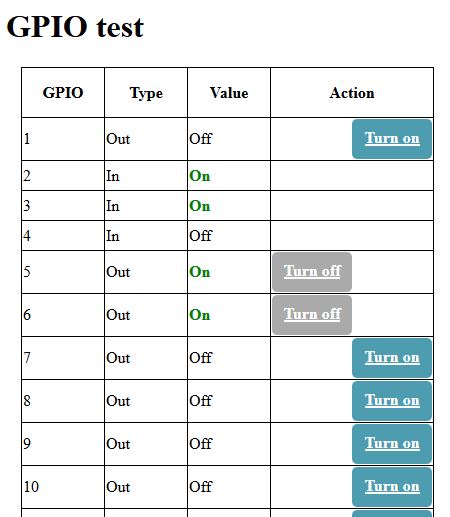 GPIO test
GPIO Type Value Action
1 Out Off Turn on
2 In On
3 In On
4 In Off
5 Out On Turn off
6 Out On Turn off
7 Out Off Turn on
8 Out Off Turn on
9 Out Off Turn on
10 Out Off Turn on